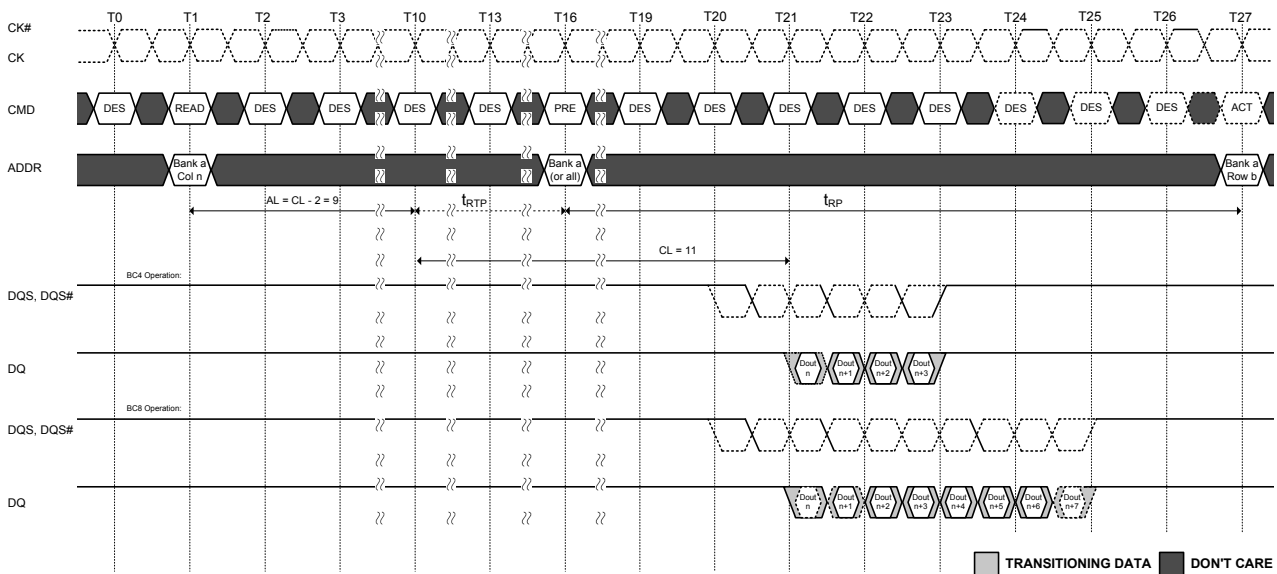 T0 T1 T2 T3 T10 T13 T16 T19 T20 T21 T22 T23 T24 T25 T26 T27
CK#
CK
CMD DES READ DES DES DES DES PRE DES DES DES DES DES DES DES DES ACT
ADDR
Bank a Col n
Bank a (or all)
Bank a Row b
AL = CL - 2 = 9
tRTP
tRP
CL = 11
BC4 Operation:
DQS, DQS#
DQ
Dout n
Dout n+1
Dout n+2
Dout n+3
BC8 Operation:
DQS, DQS#
DQ
Dout n
Dout n+1
Dout n+2
Dout n+3
Dout n+4
Dout n+5
Dout n+6
Dout n+7
TRANSITIONING DATA
DON'T CARE